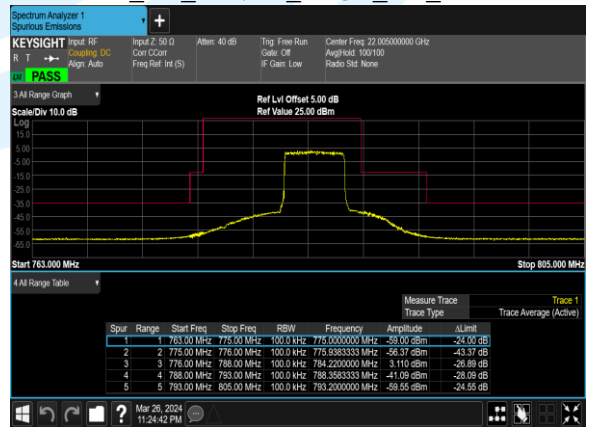 Spectrum Analyzer 1
Spurious Emissions
KEYSIGHT Input: RF Input Z: 50 Ω Atten: 40 dB Trig: Free Run Center Freq: 22.005000000 GHz
R T Coupling: DC Corr CCorr Gate: Off Avg|Hold: 100/100
Align: Auto Freq Ref: Int (S) IF Gain: Low Radio Std: None
PASS
3 All Range Graph
Ref Lvl Offset 5.00 dB
Scale/Div 10.0 dB Ref Value 25.00 dBm
Log
15.0
5.00
-5.00
-15.0
-25.0
-35.0
-45.0
-55.0
-65.0
Start 763.000 MHz Stop 805.000 MHz
4 All Range Table
Measure Trace Trace 1
Trace Type Trace Average (Active)
Spur Range Start Freq Stop Freq RBW Frequency Amplitude ΔLimit
1 1 763.00 MHz 775.00 MHz 100.0 kHz 775.0000000 MHz -59.00 dBm -24.00 dB
2 2 775.00 MHz 776.00 MHz 100.0 kHz 775.9383333 MHz -56.37 dBm -43.37 dB
3 3 776.00 MHz 788.00 MHz 100.0 kHz 784.2200000 MHz 3.110 dBm -26.89 dB
4 4 788.00 MHz 793.00 MHz 100.0 kHz 788.3583333 MHz -41.09 dBm -28.09 dB
5 5 793.00 MHz 805.00 MHz 100.0 kHz 793.2000000 MHz -59.55 dBm -24.55 dB
? Mar 26, 2024
11:24:42 PM